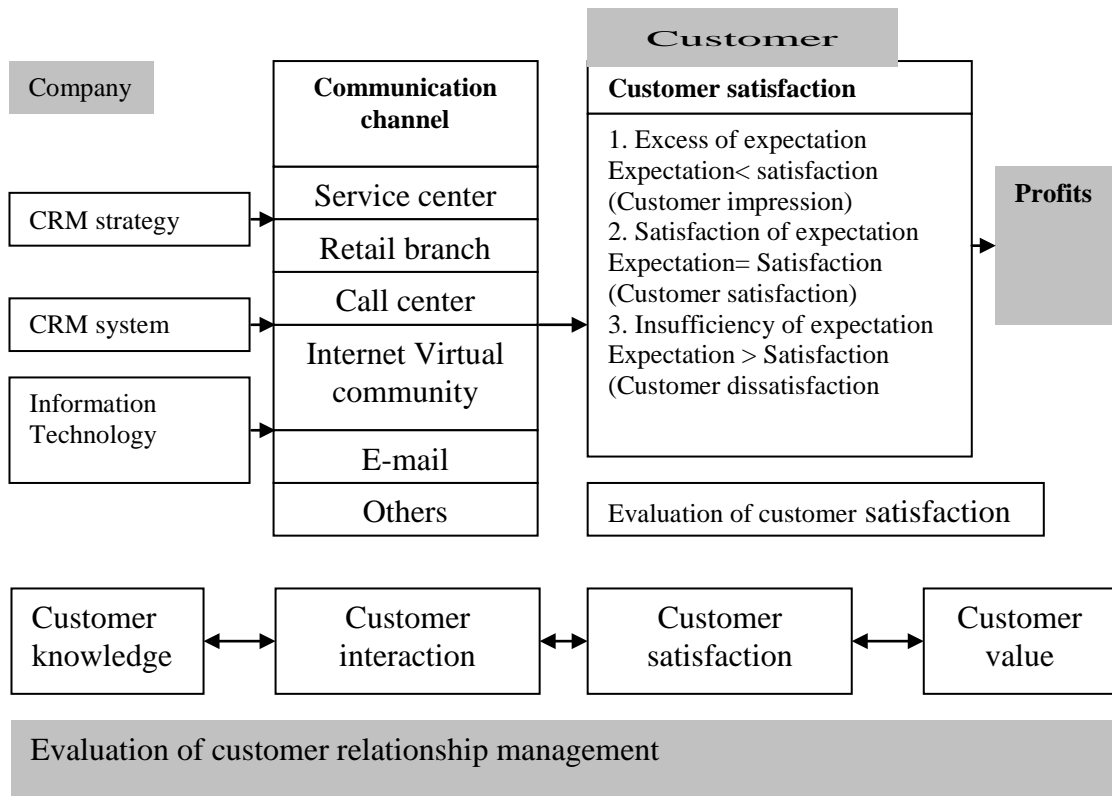 Customer
Company
Communication
channel
Service center
Retail branch
Call center
Internet Virtual
community
E-mail
Others
CRM strategy
CRM system
Information
Technology
Customer satisfaction
1. Excess of expectation
Expectation< satisfaction
(Customer impression)
2. Satisfaction of expectation
Expectation= Satisfaction
(Customer satisfaction)
3. Insufficiency of expectation
Expectation > Satisfaction
(Customer dissatisfaction
Profits
Evaluation of customer satisfaction
Customer
knowledge
Customer
interaction
Customer
satisfaction
Customer
value
Evaluation of customer relationship management